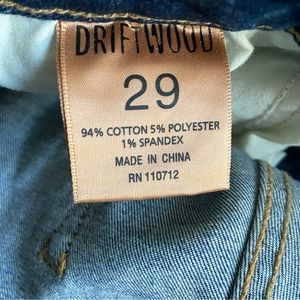 DRIFTWOOD
29
94% COTTON 5% POLYESTER
1% SPANDEX
MADE IN CHINA
RN 110712